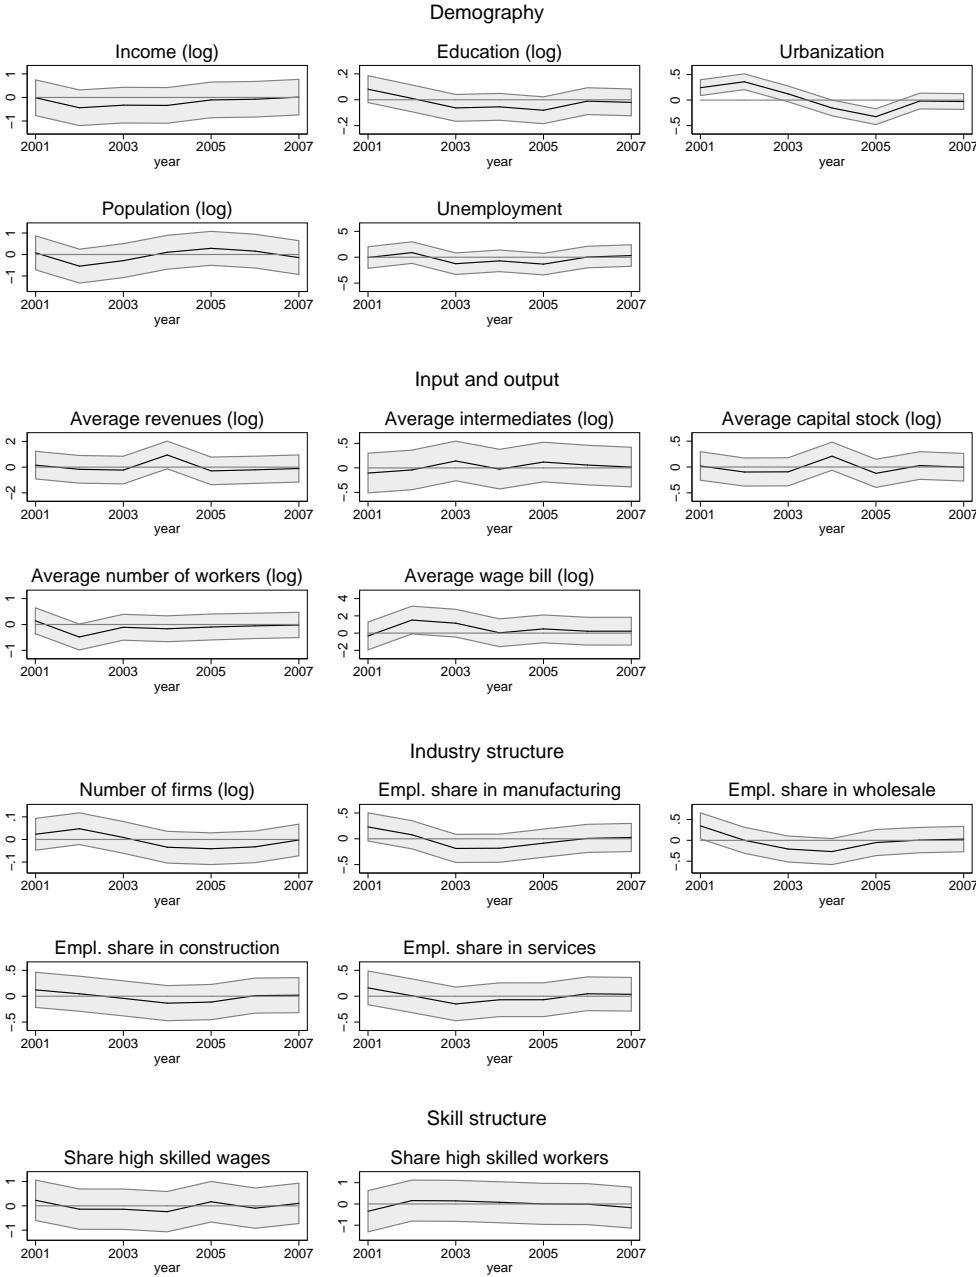 Demography
Income (log)
1
0
−1
2001 2003 2005 2007
year
Education (log)
.2
0
−.2
2001 2003 2005 2007
year
Urbanization
.5
0
−.5
2001 2003 2005 2007
year
Population (log)
1
0
−1
2001 2003 2005 2007
year
Unemployment
5
0
−5
2001 2003 2005 2007
year
Input and output
Average revenues (log)
2
0
−2
2001 2003 2005 2007
year
Average intermediates (log)
.5
0
−.5
2001 2003 2005 2007
year
Average capital stock (log)
.5
0
−.5
2001 2003 2005 2007
year
Average number of workers (log)
1
0
−1
2001 2003 2005 2007
year
Average wage bill (log)
4
2
0
−2
2001 2003 2005 2007
year
Industry structure
Number of firms (log)
.1
0
−.1
2001 2003 2005 2007
year
Empl. share in manufacturing
.5
0
−.5
2001 2003 2005 2007
year
Empl. share in wholesale
.5
0
−.5
2001 2003 2005 2007
year
Empl. share in construction
.5
0
−.5
2001 2003 2005 2007
year
Empl. share in services
.5
0
−.5
2001 2003 2005 2007
year
Skill structure
Share high skilled wages
1
0
−1
2001 2003 2005 2007
year
Share high skilled workers
1
0
−1
2001 2003 2005 2007
year